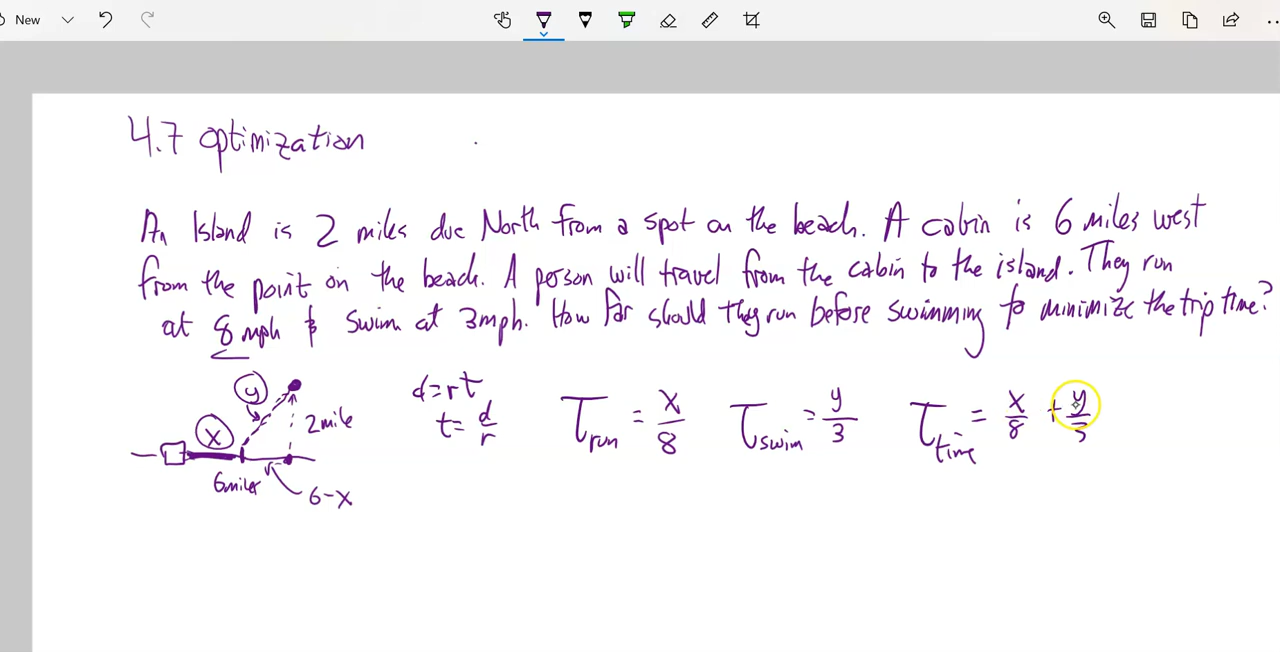 New
4.7 optimization
An Island is 2 miles due North from a spot on the beach. A cabin is 6 miles west
from the point on the beach. A person will travel from the cabin to the island. They run
at 8 mph & swim at 3mph. How far should they run before swimming to minimize the trip time?
y
2 mile
x
6 miles
6-x
d=rt
t= d/r
T run = x/8
T swim = y/3
T time = x/8 + y/3